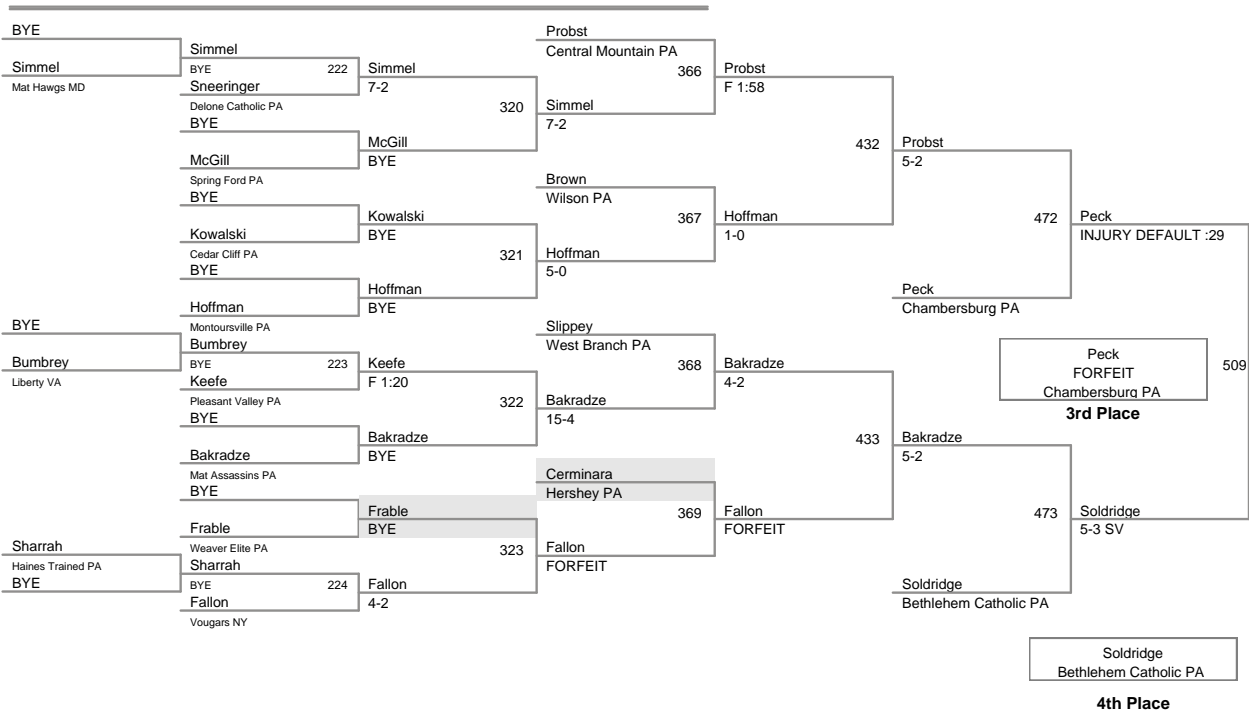 BYE
Simmel
Mat Hawgs MD
BYE
Bumbrey
Liberty VA
Sharrah
Haines Trained PA
BYE
Simmel
BYE 222
Sneeringer
Delone Catholic PA
BYE
McGill
Spring Ford PA
BYE
Kowalski
Cedar Cliff PA
BYE
Hoffman
Montoursville PA
Bumbrey
BYE 223
Keefe
Pleasant Valley PA
BYE
Bakradze
Mat Assassins PA
BYE
Frable
Weaver Elite PA
Sharrah
BYE 224
Fallon
Vougars NY
Simmel
7-2
320
McGill
BYE
Kowalski
BYE
321
Hoffman
BYE
Keefe
F 1:20
322
Bakradze
BYE
Frable
BYE
323
Fallon
4-2
Probst
Central Mountain PA
366
Simmel
7-2
Brown
Wilson PA
367
Hoffman
5-0
Slippey
West Branch PA
368
Bakradze
15-4
Cerminara
Hershey PA
369
Fallon
FORFEIT
Probst
F 1:58
432
Hoffman
1-0
Bakradze
4-2
433
Fallon
FORFEIT
Probst
5-2
472
Peck
Chambersburg PA
Bakradze
5-2
473
Soldridge
Bethlehem Catholic PA
Peck
INJURY DEFAULT :29
509
Soldridge
5-3 SV
Peck
FORFEIT
Chambersburg PA
3rd Place
Soldridge
Bethlehem Catholic PA
4th Place